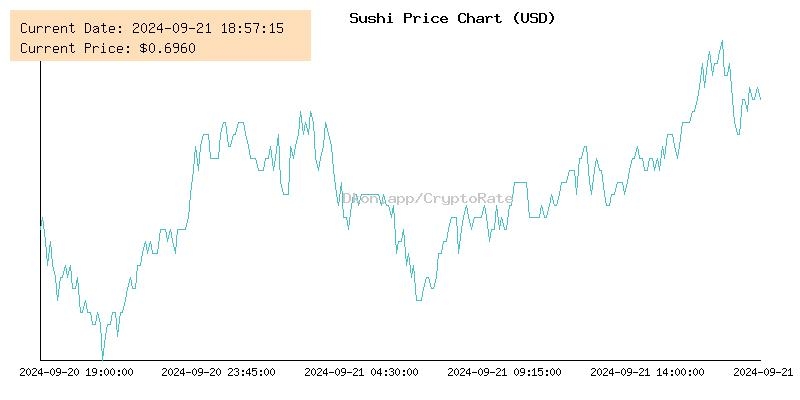 Sushi Price Chart (USD)
Current Date: 2024-09-21 18:57:15
Current Price: $0.6960
Dhon.app/CryptoRate
2024-09-20 19:00:00 2024-09-20 23:45:00 2024-09-21 04:30:00 2024-09-21 09:15:00 2024-09-21 14:00:00 2024-09-21